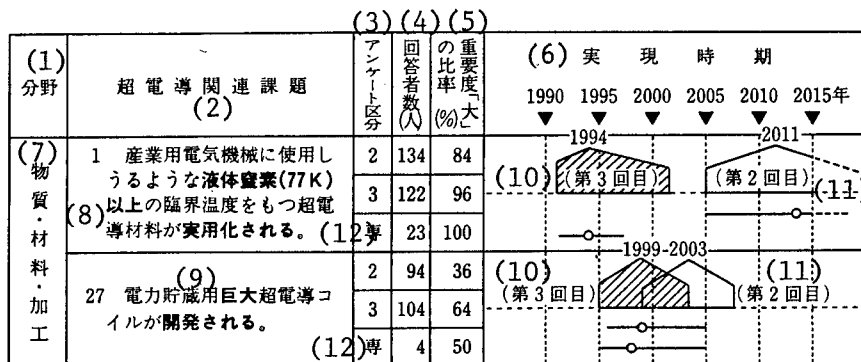 (3) (4) (5)
(1)
分野
超電導関連課題
(2)
アンケート区分
回答者数(人)
重要度「大」の比率(%)
(6) 実現時期
1990 1995 2000 2005 2010 2015年
(7)
物質・材料・加工
1 産業用電気機械に使用し
うるような液体窒素(77K)
(8) 以上の臨界温度をもつ超電
導材料が実用化される。 (12)
2 134 84
3 122 96
専 23 100
1994 2011
(10) (第3回目) (第2回目) (11)
(9)
27 電力貯蔵用巨大超電導コ
イルが開発される。
(12)
2 94 36
3 104 64
専 4 50
1999-2003
(10) (11)
(第3回目) (第2回目)